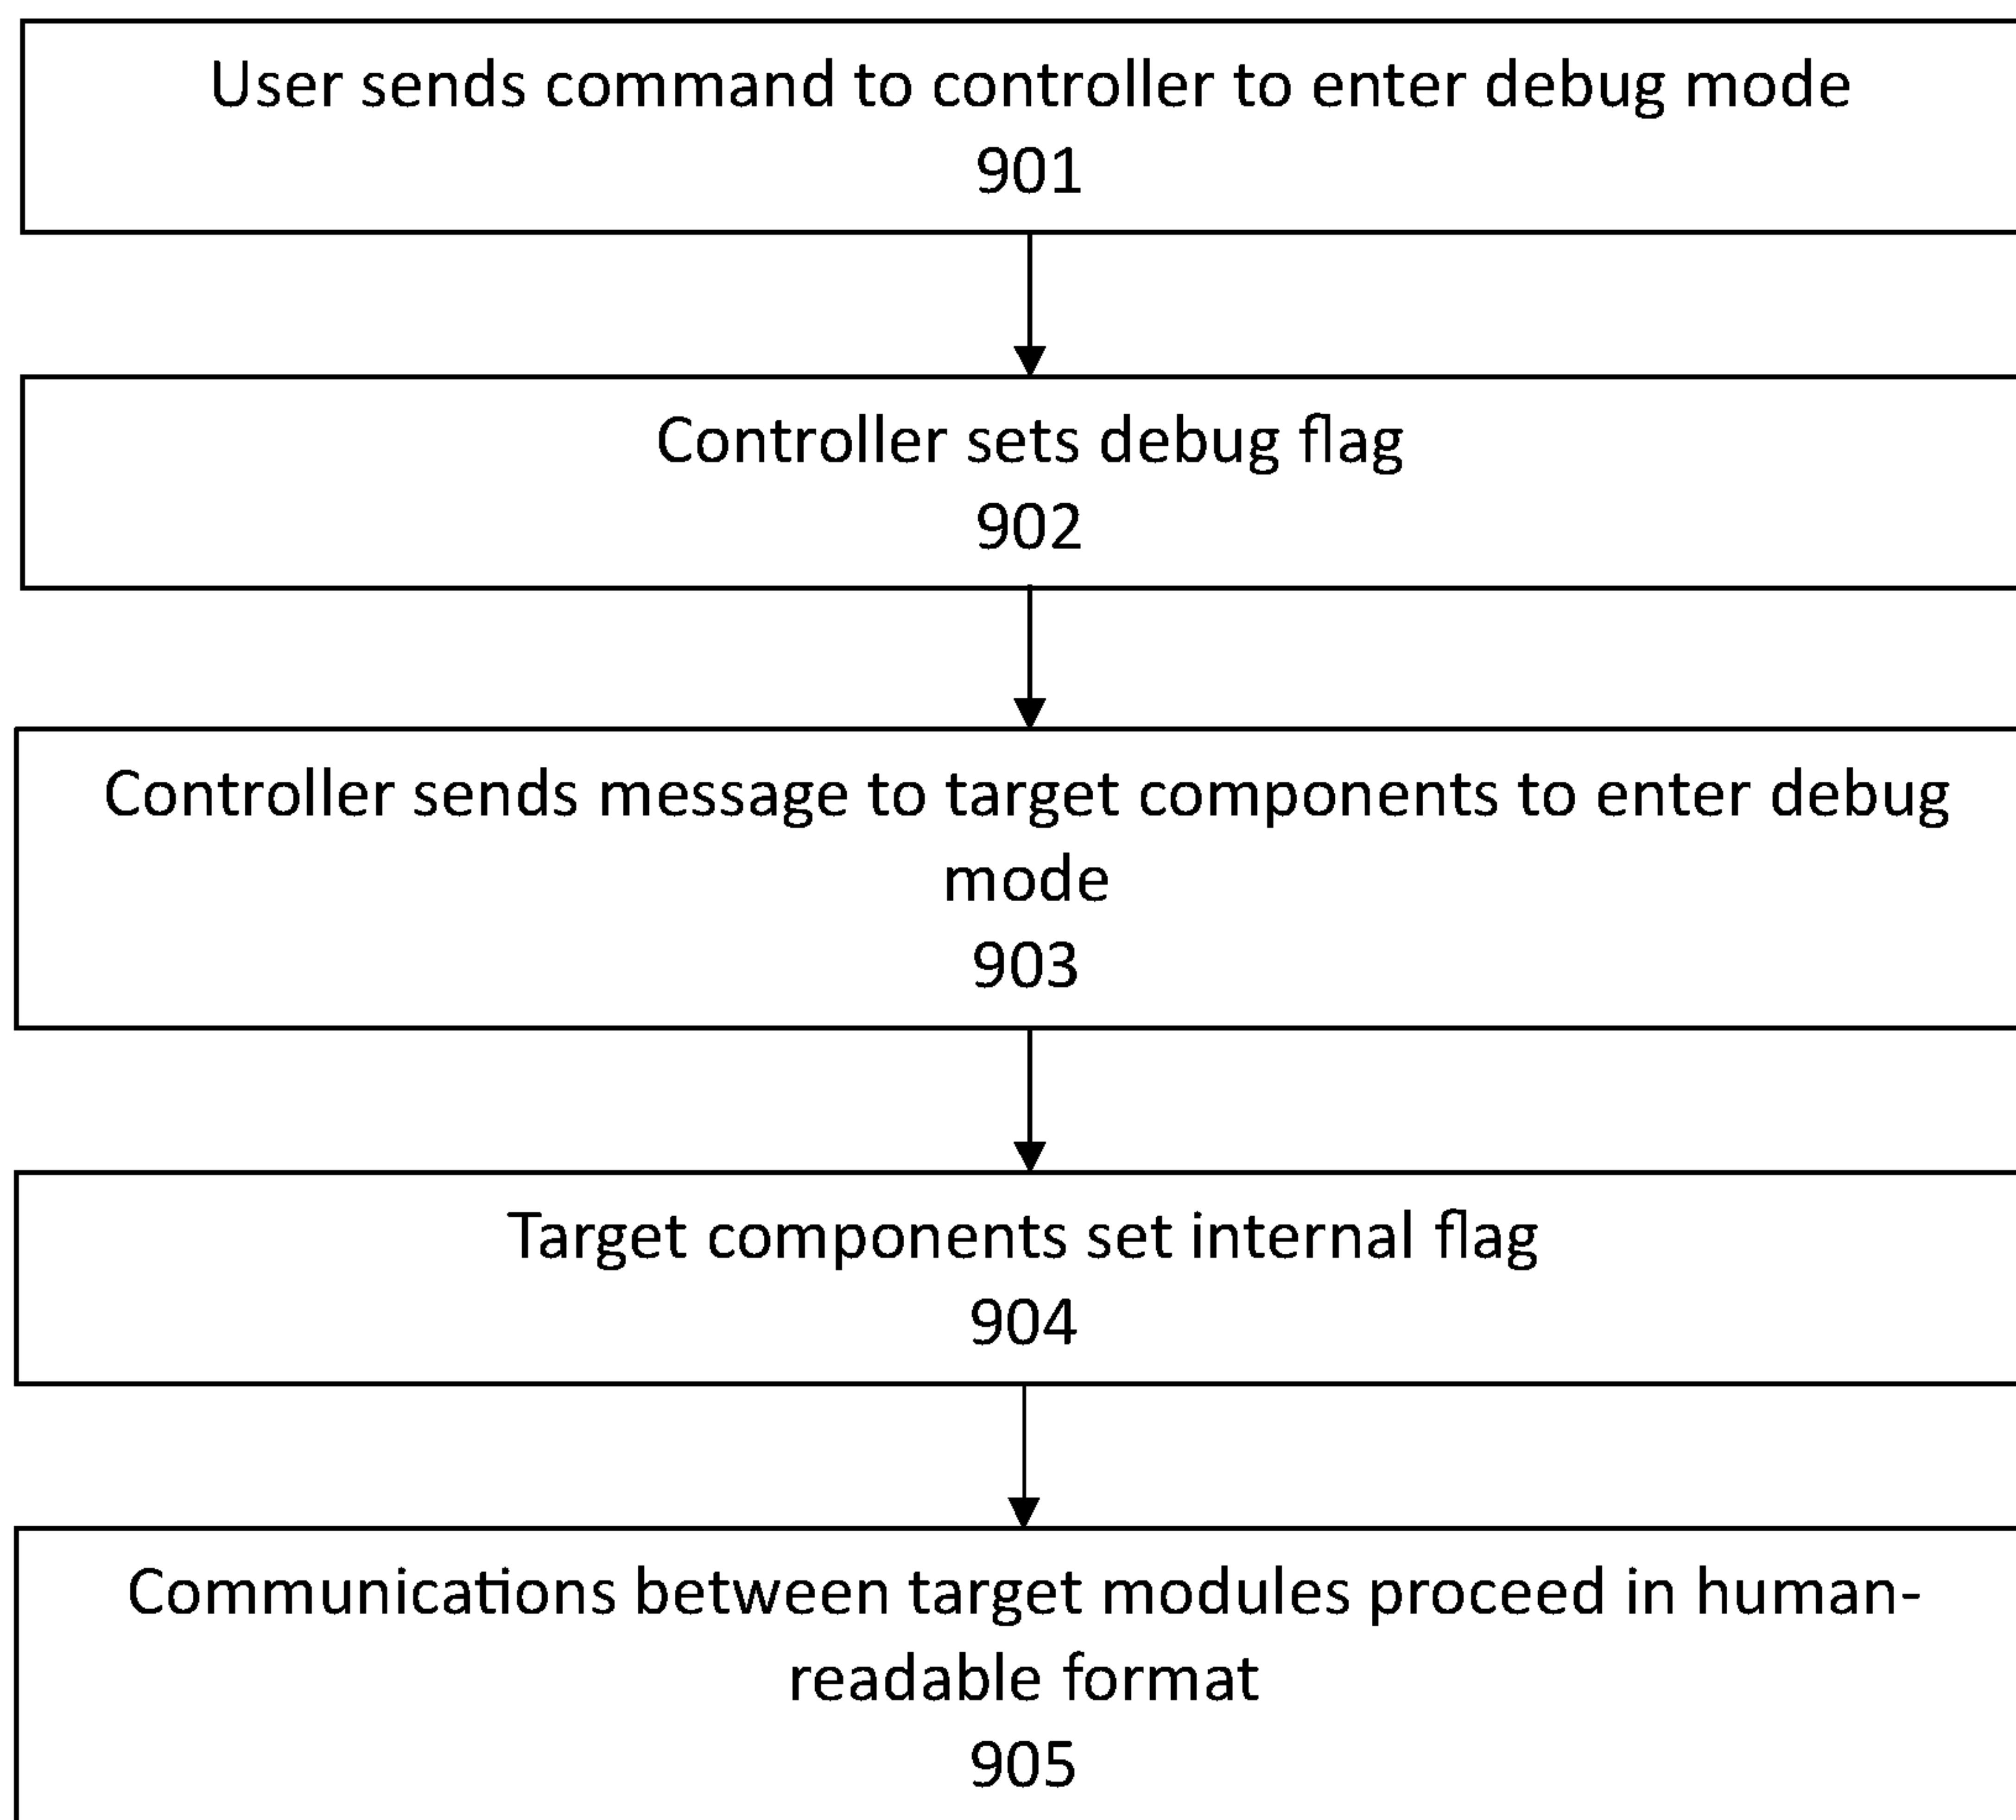 User sends command to controller to enter debug mode
901
Controller sets debug flag
902
Controller sends message to target components to enter debug
mode
903
Target components set internal flag
904
Communications between target modules proceed in human-
readable format
905